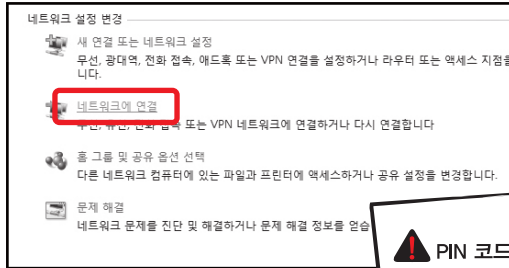 네트워크 설정 변경
새 연결 또는 네트워크 설정
무선, 광대역, 전화 접속, 애드혹 또는 VPN 연결을 설정하거나 라우터 또는 액세스 지점을
니다.
네트워크에 연결
무선, 유선, 전화 접속 또는 VPN 네트워크에 연결하거나 다시 연결합니다
홈 그룹 및 공유 옵션 선택
다른 네트워크 컴퓨터에 있는 파일과 프린터에 액세스하거나 공유 설정을 변경합니다.
문제 해결
네트워크 문제를 진단 및 해결하거나 문제 해결 정보를 얻습
PIN 코드